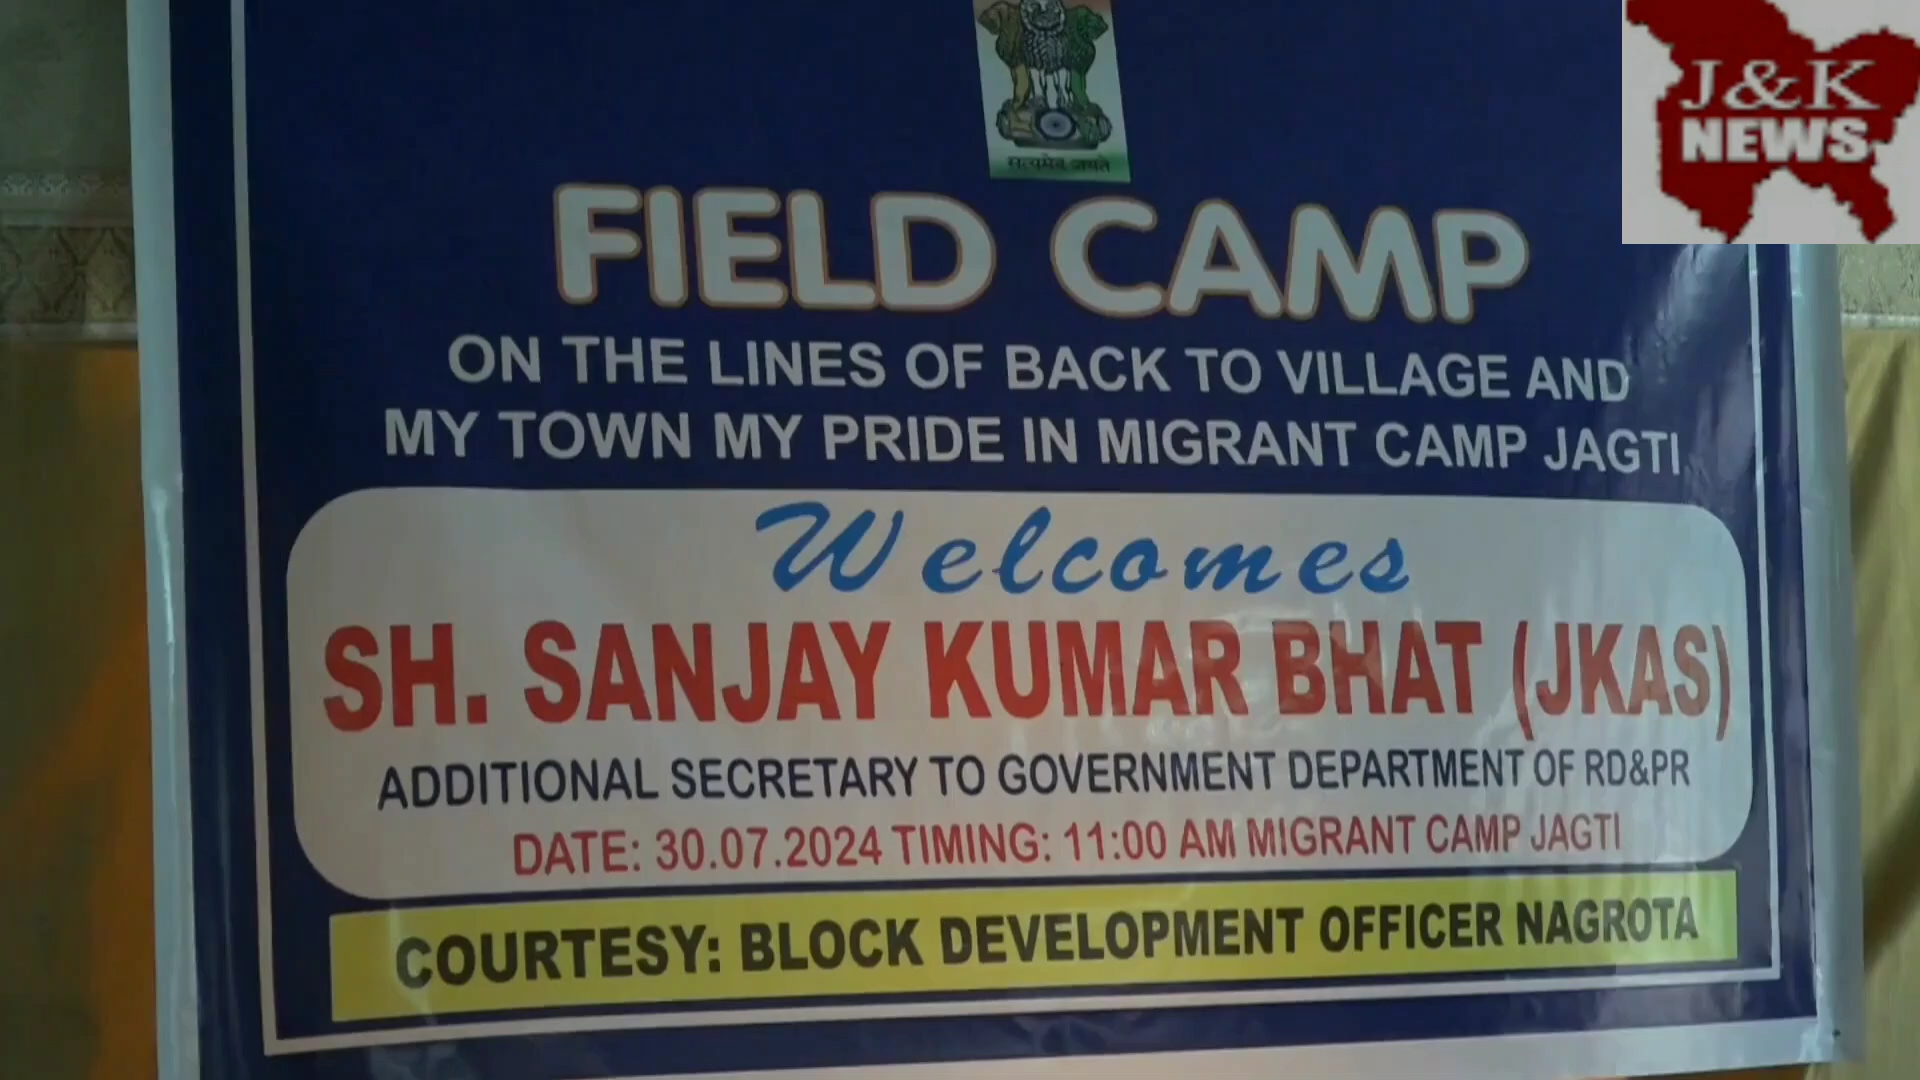 सत्यमेव जयते
J&K
NEWS
FIELD CAMP
ON THE LINES OF BACK TO VILLAGE AND
MY TOWN MY PRIDE IN MIGRANT CAMP JAGTI
Welcomes
SH. SANJAY KUMAR BHAT (JKAS)
ADDITIONAL SECRETARY TO GOVERNMENT DEPARTMENT OF RD&PR
DATE: 30.07.2024 TIMING: 11:00 AM MIGRANT CAMP JAGTI
COURTESY: BLOCK DEVELOPMENT OFFICER NAGROTA